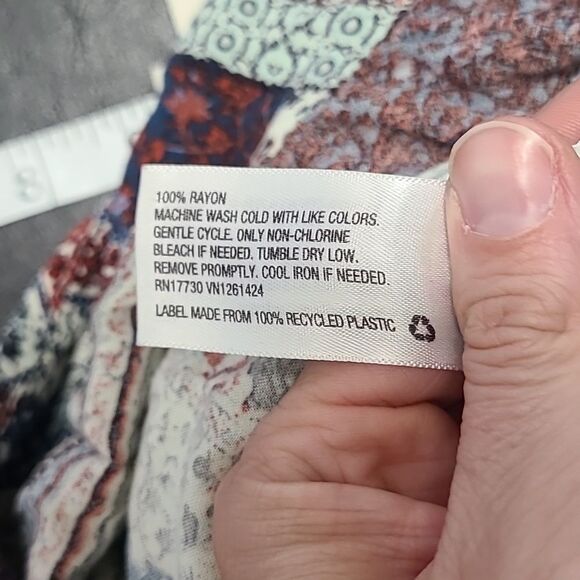 100% RAYON
MACHINE WASH COLD WITH LIKE COLORS.
GENTLE CYCLE. ONLY NON-CHLORINE
BLEACH IF NEEDED. TUMBLE DRY LOW.
REMOVE PROMPTLY. COOL IRON IF NEEDED.
RN17730 VN1261424
LABEL MADE FROM 100% RECYCLED PLASTIC